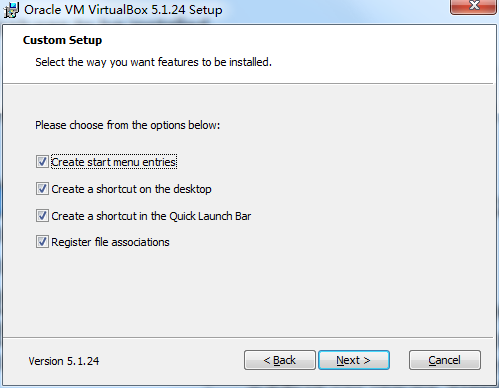 Oracle VM VirtualBox 5.1.24 Setup
Custom Setup
Select the way you want features to be installed.
Please choose from the options below:
Create start menu entries
Create a shortcut on the desktop
Create a shortcut in the Quick Launch Bar
Register file associations
Version 5.1.24
< Back
Next >
Cancel